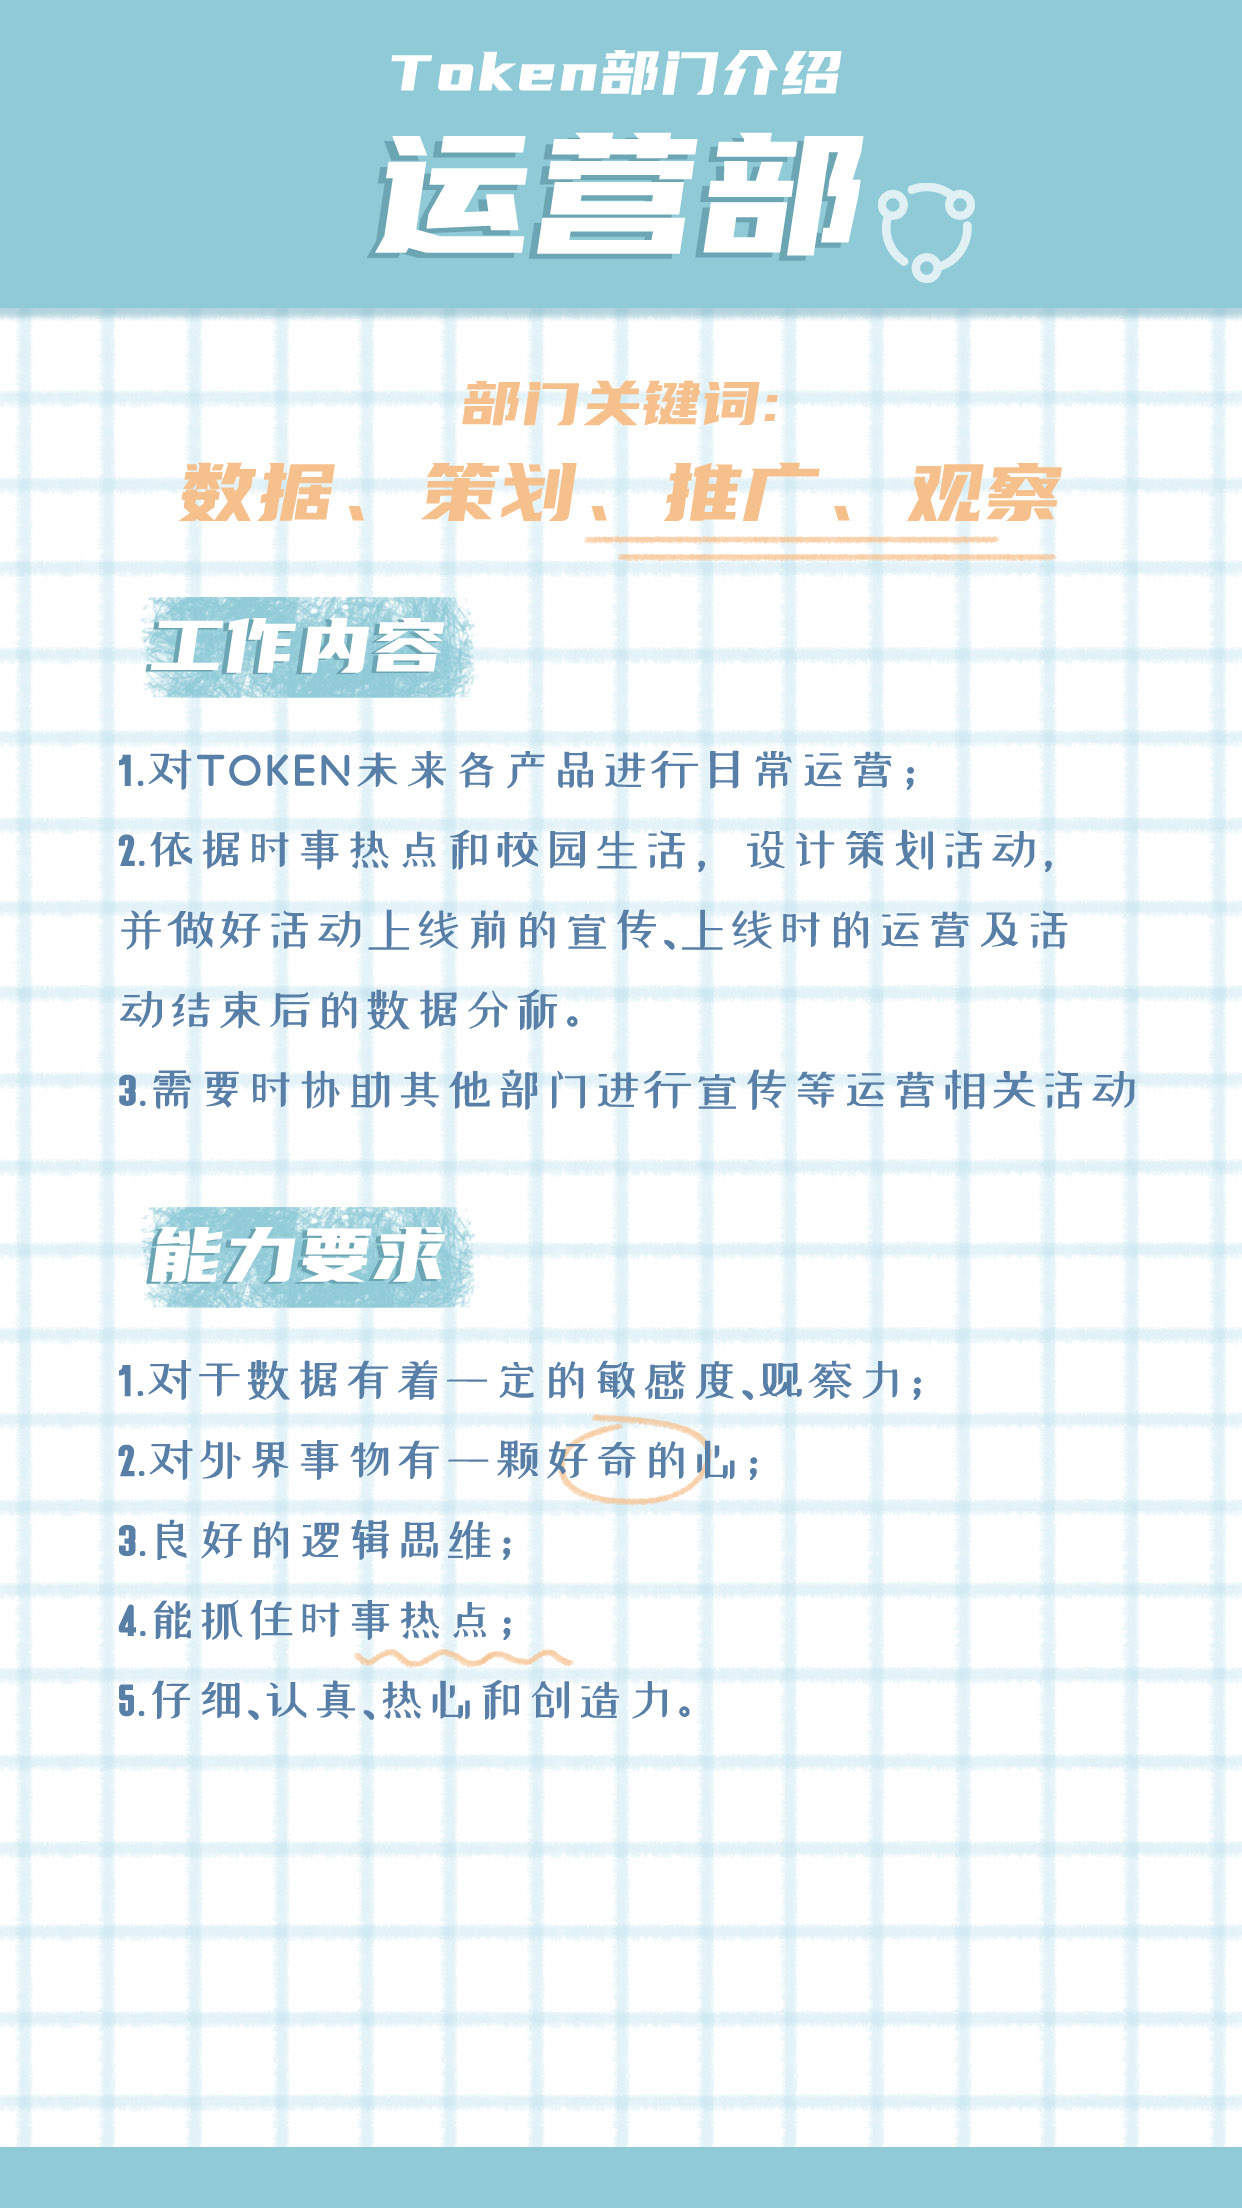 Token部门介绍
运营部
部门关键词:
数据、策划、推广、观察
工作内容
1.对TOKEN未来各产品进行日常运营；
2.依据时事热点和校园生活，设计策划活动，
并做好活动上线前的宣传、上线时的运营及活
动结束后的数据分析。
3.需要时协助其他部门进行宣传等运营相关活动
能力要求
1.对于数据有着一定的敏感度、观察力；
2.对外界事物有一颗好奇的心；
3.良好的逻辑思维；
4.能抓住时事热点；
5.仔细、认真、热心和创造力。